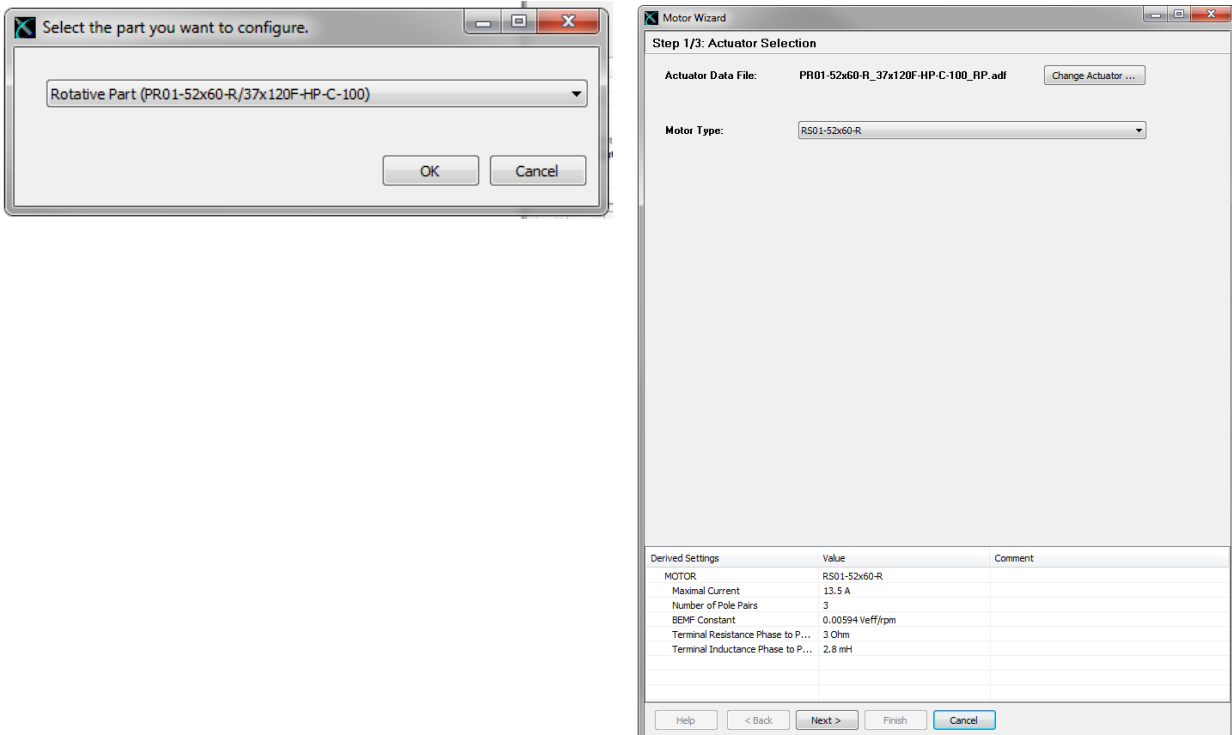 Select the part you want to configure.
Rotative Part (PR01-52x60-R/37x120F-HP-C-100)
OK Cancel
Motor Wizard
Step 1/3: Actuator Selection
Actuator Data File: PR01-52x60-R_37x120F-HP-C-100_RP.adf Change Actuator ...
Motor Type: RS01-52x60-R
Derived Settings Value Comment
MOTOR RS01-52x60-R
Maximal Current 13.5 A
Number of Pole Pairs 3
BEMF Constant 0.00594 Veff/rpm
Terminal Resistance Phase to P... 3 Ohm
Terminal Inductance Phase to P... 2.8 mH
Help < Back Next > Finish Cancel